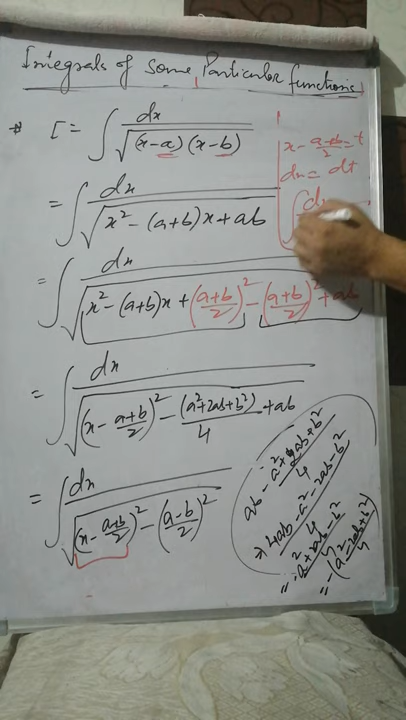 Integrals of Some Particular functions
* I = ∫ dx / √((x-a)(x-b))
= ∫ dx / √(x² - (a+b)x + ab)
= ∫ dx / √(x² - (a+b)x + ((a+b)/2)² - ((a+b)/2)² + ab)
= ∫ dx / √((x - (a+b)/2)² - (a²+2ab+b²)/4 + ab)
= ∫ dx / √((x - (a+b)/2)² - ((a-b)/2)²)
x - (a+b)/2 = t
dx = dt
∫ dx
ab - (a²+2ab+b²)/4
⇒ (4ab - a² - 2ab - b²)/4
= (-a² + 2ab - b²)/4
= -(a² - 2ab + b²)/4